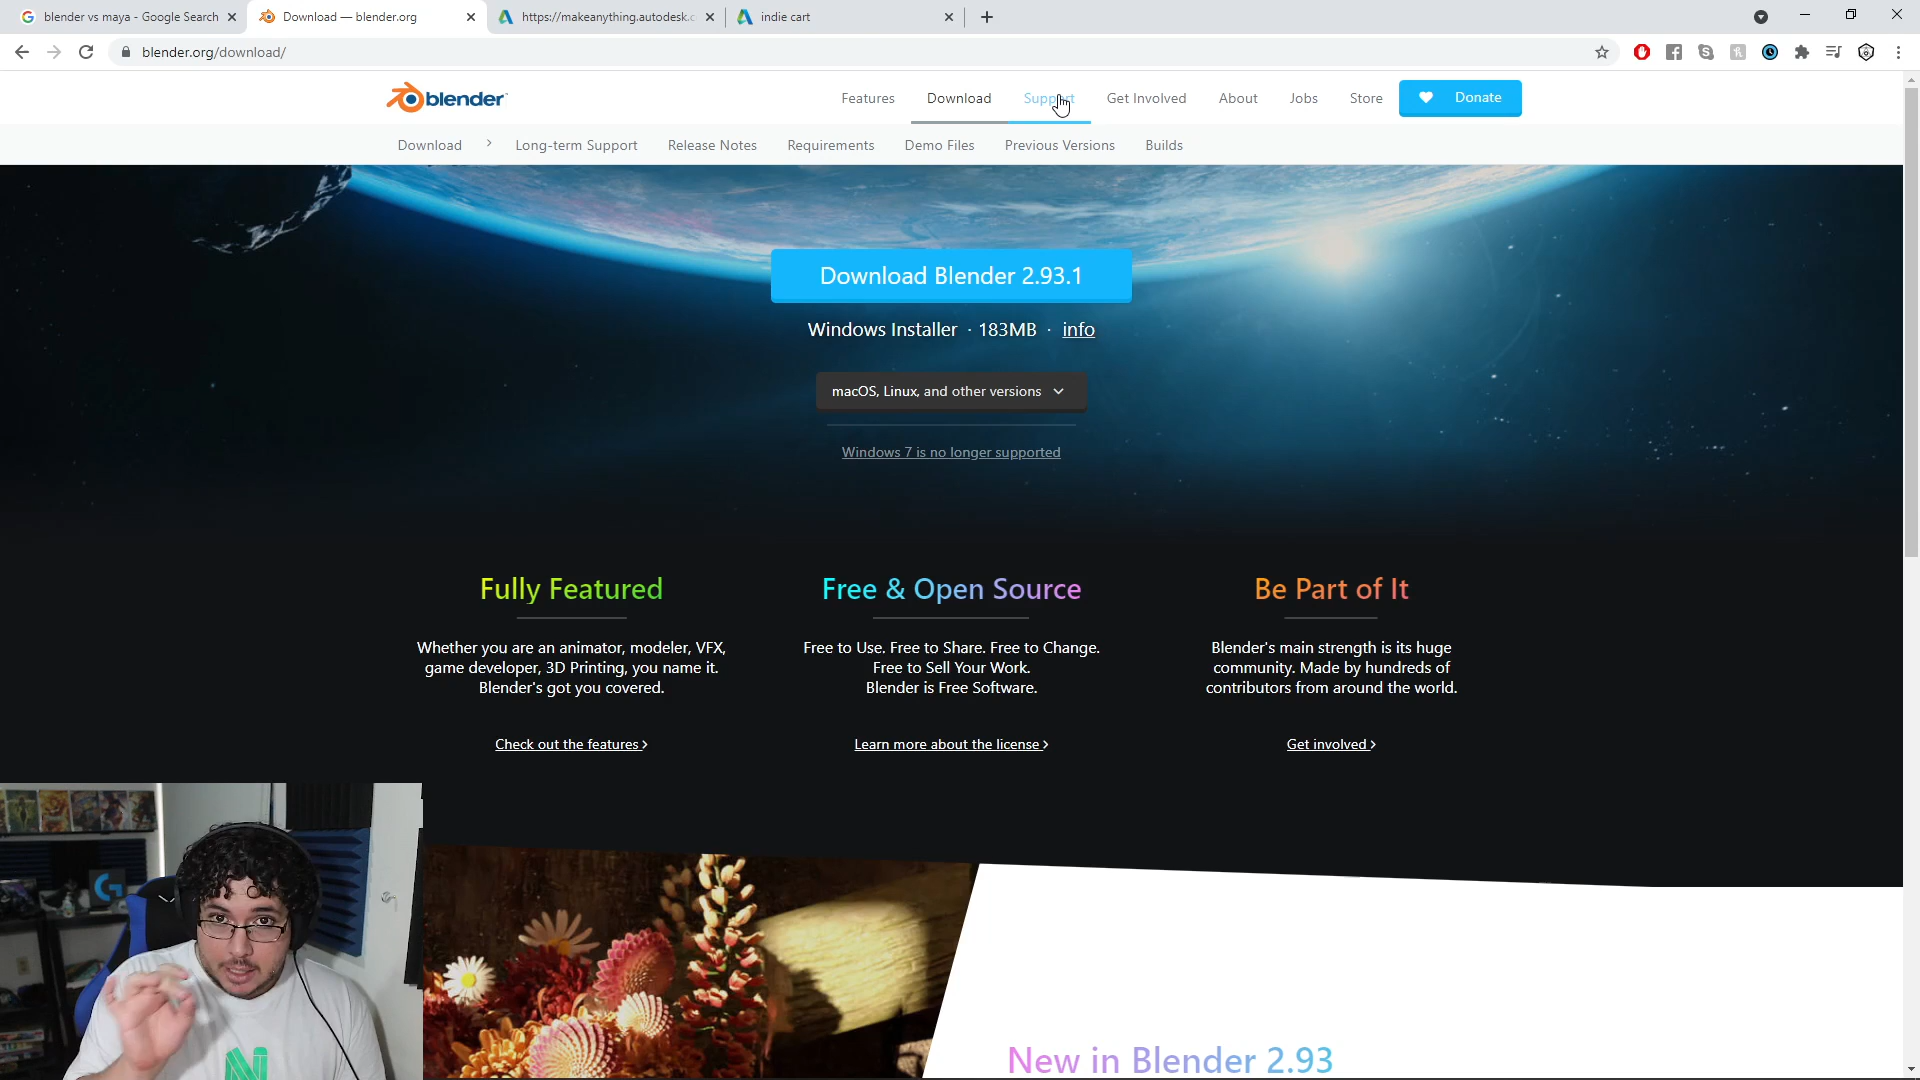 blender vs maya - Google Search
Download — blender.org
https://makeanything.autodesk.c
indie cart
blender.org/download/
blender
Features
Download
Support
Get Involved
About
Jobs
Store
Donate
Download
Long-term Support
Release Notes
Requirements
Demo Files
Previous Versions
Builds
Download Blender 2.93.1
Windows Installer · 183MB · info
macOS, Linux, and other versions
Windows 7 is no longer supported
Fully Featured
Whether you are an animator, modeler, VFX,
game developer, 3D Printing, you name it.
Blender's got you covered.
Check out the features
Free & Open Source
Free to Use. Free to Share. Free to Change.
Free to Sell Your Work.
Blender is Free Software.
Learn more about the license
Be Part of It
Blender's main strength is its huge
community. Made by hundreds of
contributors from around the world.
Get involved
New in Blender 2.93